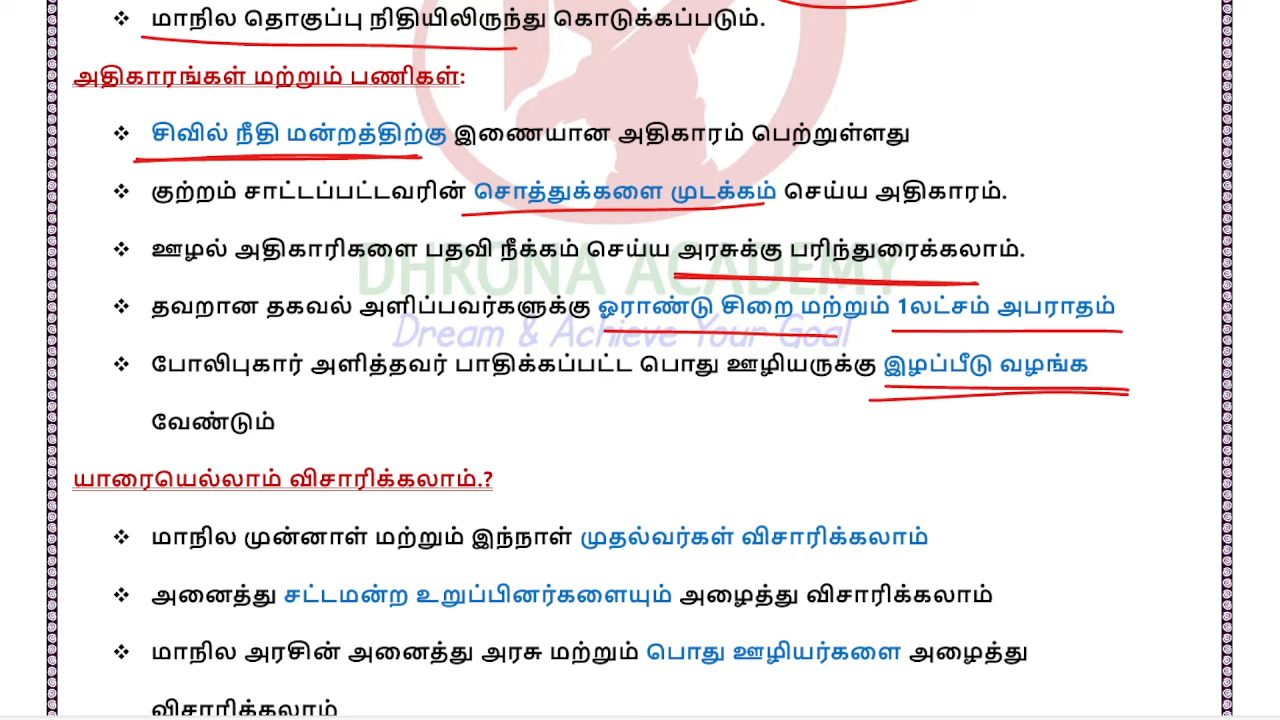 ❖ மாநில தொகுப்பு நிதியிலிருந்து கொடுக்கப்படும்.
அதிகாரங்கள் மற்றும் பணிகள்:
❖ சிவில் நீதி மன்றத்திற்கு இணையான அதிகாரம் பெற்றுள்ளது
❖ குற்றம் சாட்டப்பட்டவரின் சொத்துக்களை முடக்கம் செய்ய அதிகாரம்.
❖ ஊழல் அதிகாரிகளை பதவி நீக்கம் செய்ய அரசுக்கு பரிந்துரைக்கலாம்.
DHRONA ACADEMY
❖ தவறான தகவல் அளிப்பவர்களுக்கு ஓராண்டு சிறை மற்றும் 1லட்சம் அபராதம்
Dream & Achieve Your Goal
❖ போலிபுகார் அளித்தவர் பாதிக்கப்பட்ட பொது ஊழியருக்கு இழப்பீடு வழங்க
வேண்டும்
யாரையெல்லாம் விசாரிக்கலாம்.?
❖ மாநில முன்னாள் மற்றும் இந்நாள் முதல்வர்கள் விசாரிக்கலாம்
❖ அனைத்து சட்டமன்ற உறுப்பினர்களையும் அழைத்து விசாரிக்கலாம்
❖ மாநில அரசின் அனைத்து அரசு மற்றும் பொது ஊழியர்களை அழைத்து
விசாரிக்கலாம்